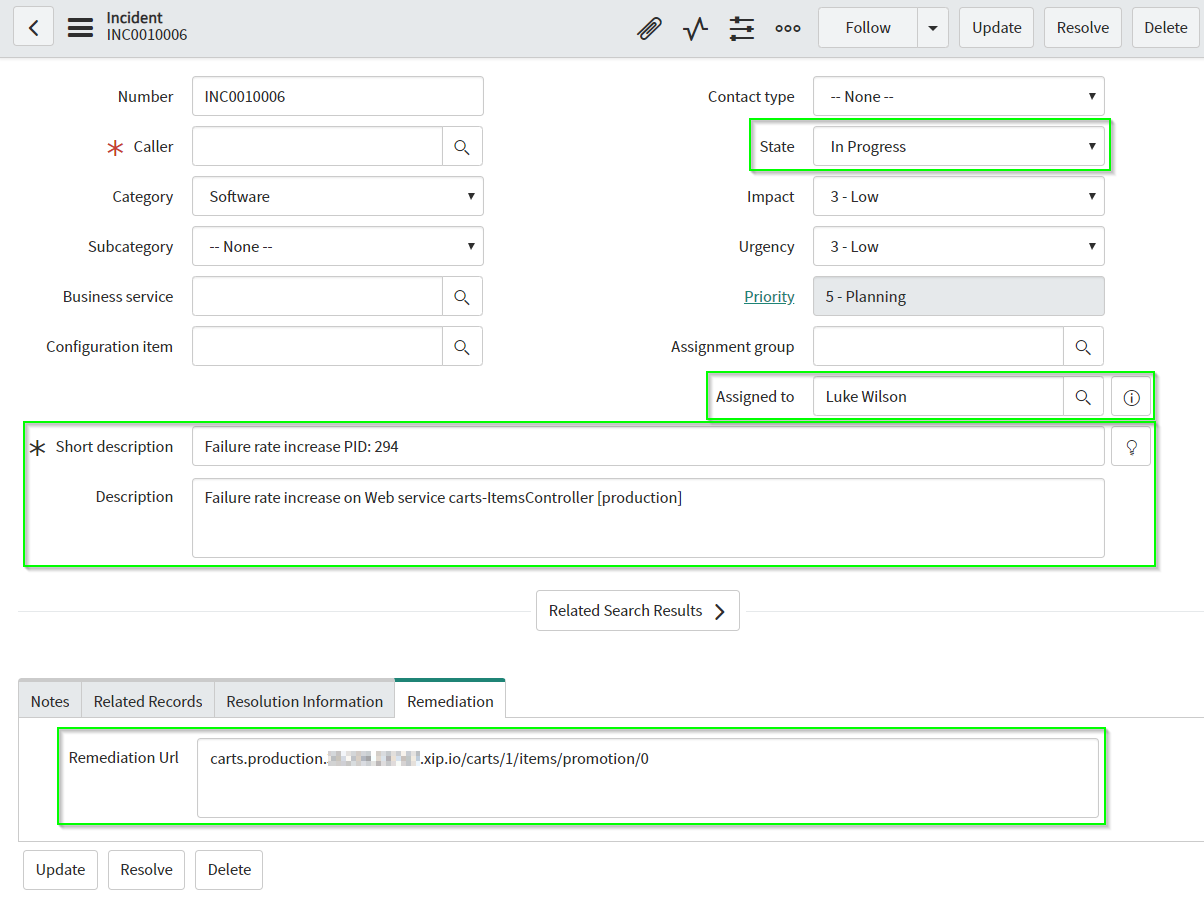 Incident
INC0010006
Follow
Update
Resolve
Delete
Number
INC0010006
Contact type
-- None --
* Caller
State
In Progress
Category
Software
Impact
3 - Low
Subcategory
-- None --
Urgency
3 - Low
Business service
Priority
5 - Planning
Configuration item
Assignment group
Assigned to
Luke Wilson
* Short description
Failure rate increase PID: 294
Description
Failure rate increase on Web service carts-ItemsController [production]
Related Search Results
Notes
Related Records
Resolution Information
Remediation
Remediation Url
carts.production. .xip.io/carts/1/items/promotion/0
Update
Resolve
Delete